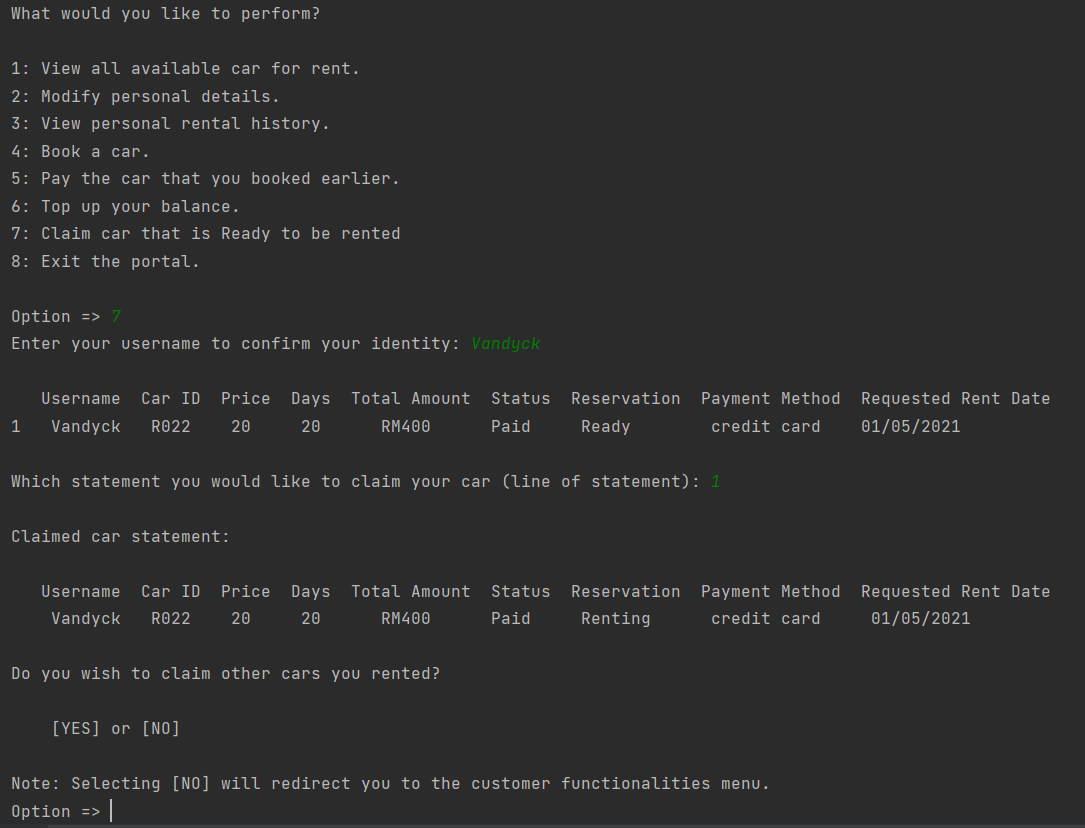 What would you like to perform?
1: View all available car for rent.
2: Modify personal details.
3: View personal rental history.
4: Book a car.
5: Pay the car that you booked earlier.
6: Top up your balance.
7: Claim car that is Ready to be rented
8: Exit the portal.
Option => 7
Enter your username to confirm your identity: Vandyck
Username Car ID Price Days Total Amount Status Reservation Payment Method Requested Rent Date
1 Vandyck R022 20 20 RM400 Paid Ready credit card 01/05/2021
Which statement you would like to claim your car (line of statement): 1
Claimed car statement:
Username Car ID Price Days Total Amount Status Reservation Payment Method Requested Rent Date
Vandyck R022 20 20 RM400 Paid Renting credit card 01/05/2021
Do you wish to claim other cars you rented?
[YES] or [NO]
Note: Selecting [NO] will redirect you to the customer functionalities menu.
Option =>